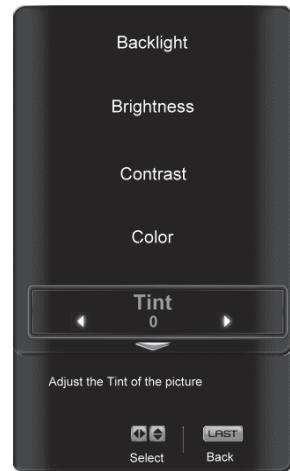 Backlight
Brightness
Contrast
Color
Tint
0
Adjust the Tint of the picture
LAST
Select Back